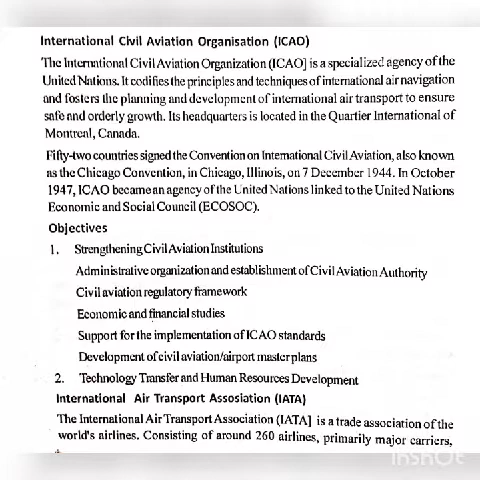 International Civil Aviation Organisation (ICAO)
The International Civil Aviation Organization (ICAO] is a specialized agency of the
United Nations. It codifies the principles and techniques of international air navigation
and fosters the planning and development of international air transport to ensure
safe and orderly growth. Its headquarters is located in the Quartier International of
Montreal, Canada.
Fifty-two countries signed the Convention on International Civil Aviation, also known
as the Chicago Convention, in Chicago, Illinois, on 7 December 1944. In October
1947, ICAO became an agency of the United Nations linked to the United Nations
Economic and Social Council (ECOSOC).
Objectives
1. Strengthening Civil Aviation Institutions
Administrative organization and establishment of Civil Aviation Authority
Civil aviation regulatory framework
Economic and financial studies
Support for the implementation of ICAO standards
Development of civil aviation/airport master plans
2. Technology Transfer and Human Resources Development
International Air Transport Assosiation (IATA)
The International Air Transport Association (IATA] is a trade association of the
world's airlines. Consisting of around 260 airlines, primarily major carriers,
InShOt